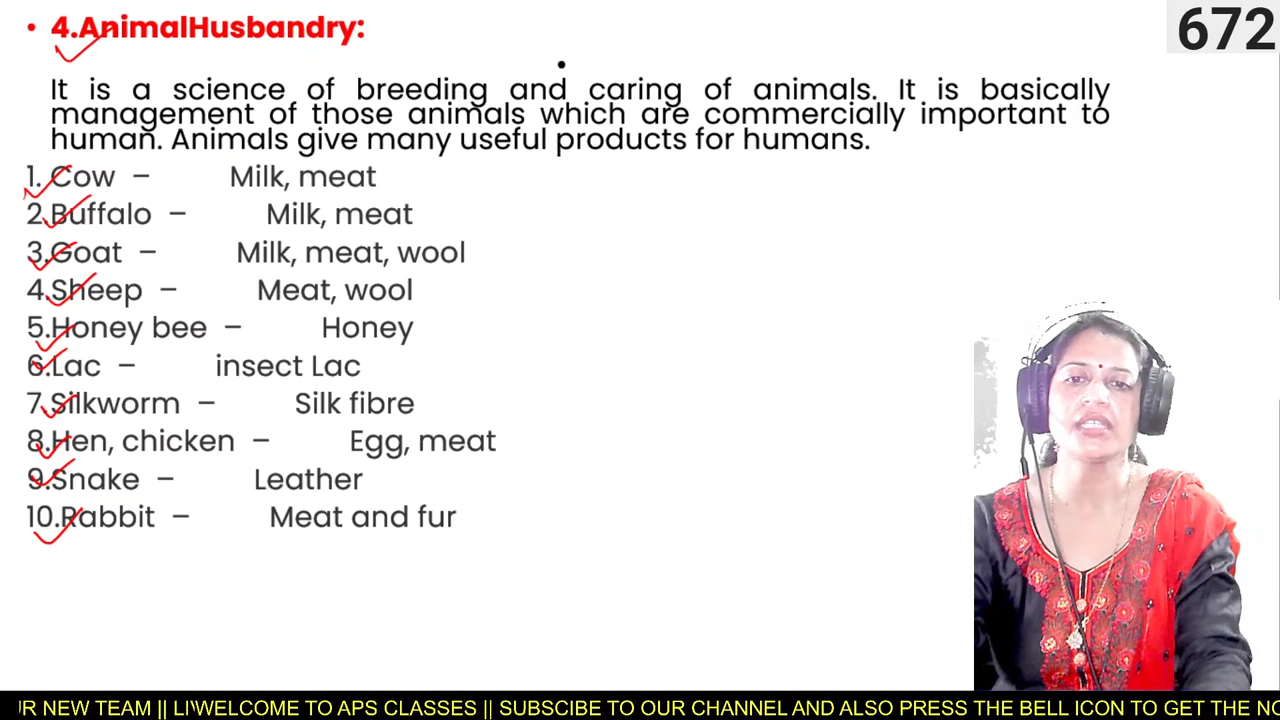 672
• 4.AnimalHusbandry:
It is a science of breeding and caring of animals. It is basically
management of those animals which are commercially important to
human. Animals give many useful products for humans.
1. Cow – Milk, meat
2.Buffalo – Milk, meat
3.Goat – Milk, meat, wool
4.Sheep – Meat, wool
5.Honey bee – Honey
6.Lac – insect Lac
7.Silkworm – Silk fibre
8.Hen, chicken – Egg, meat
9.Snake – Leather
10.Rabbit – Meat and fur
UR NEW TEAM || LI\WELCOME TO APS CLASSES || SUBSCIBE TO OUR CHANNEL AND ALSO PRESS THE BELL ICON TO GET THE NO